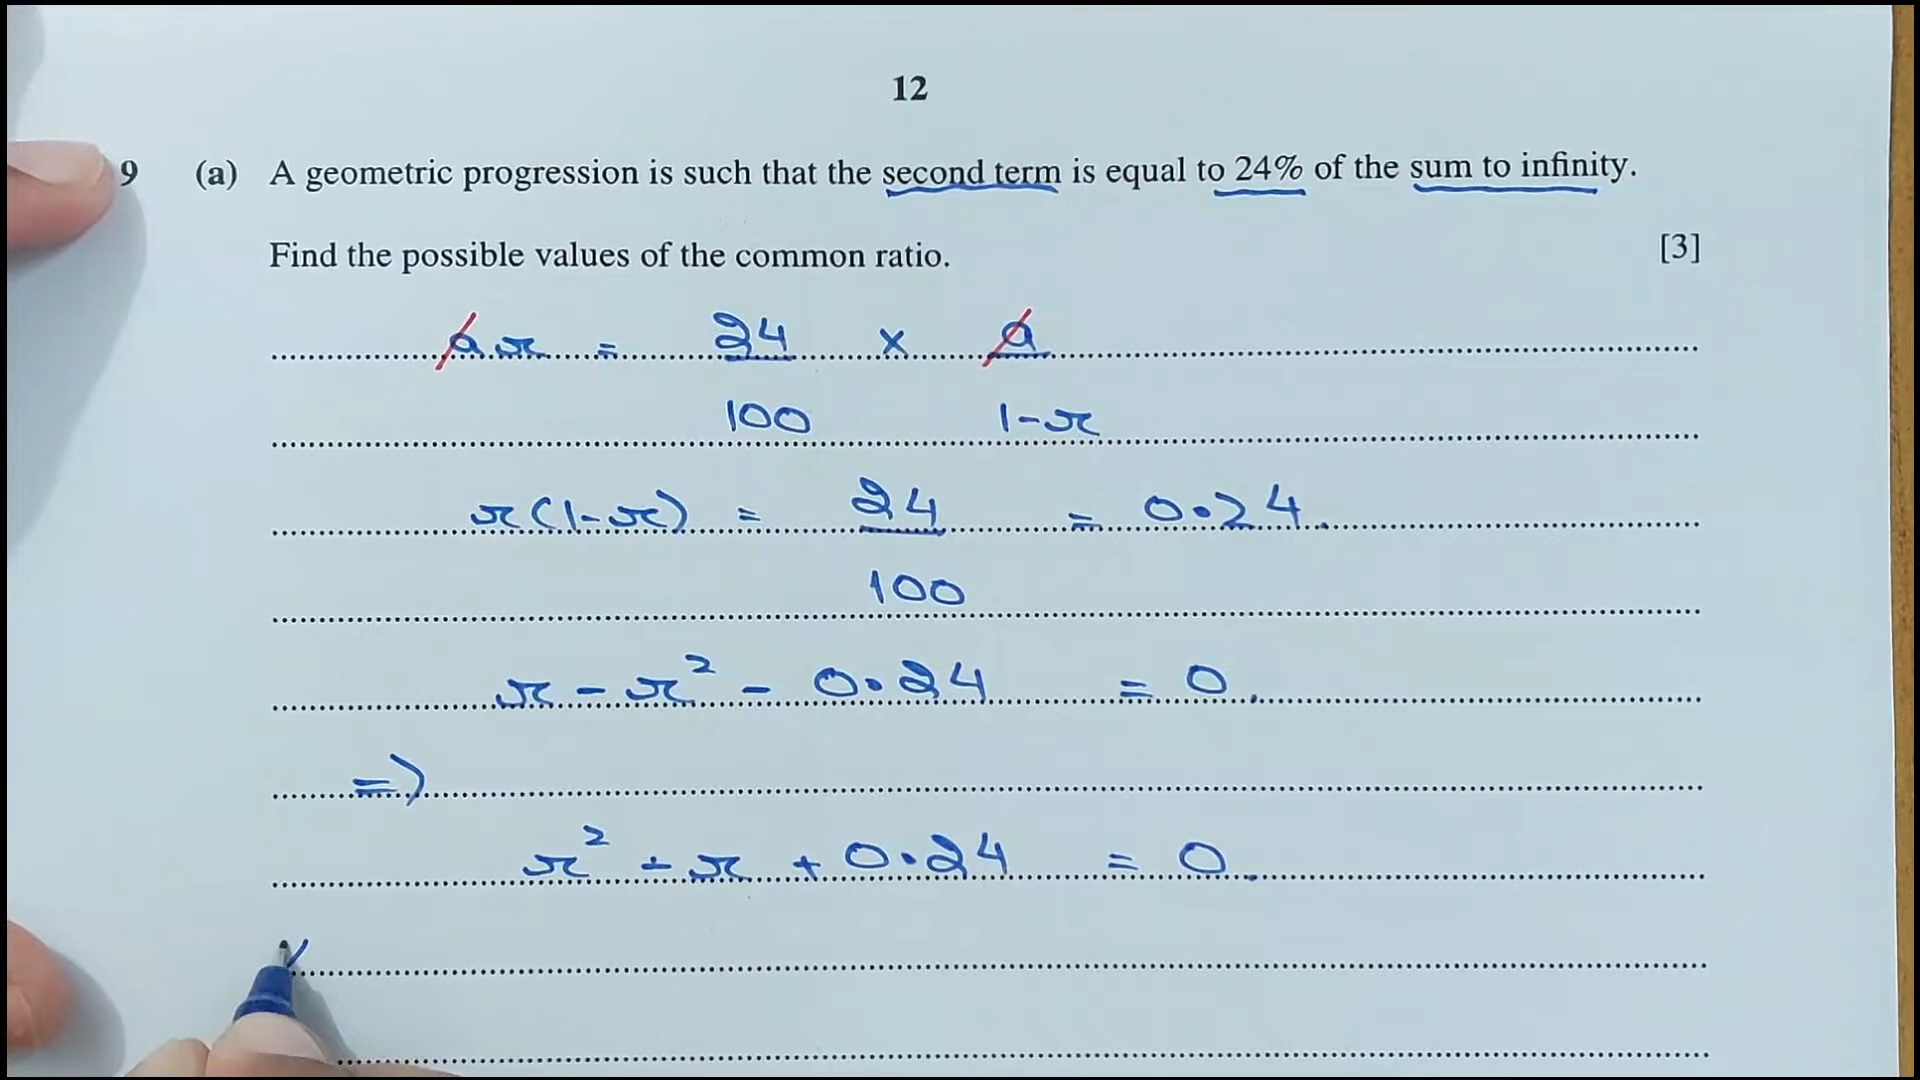 12
9 (a) A geometric progression is such that the second term is equal to 24% of the sum to infinity.
Find the possible values of the common ratio. [3]
ar = 24/100 × a/1-r
r(1-r) = 24/100 = 0.24.
r - r² - 0.24 = 0.
=)
r² - r + 0.24 = 0.